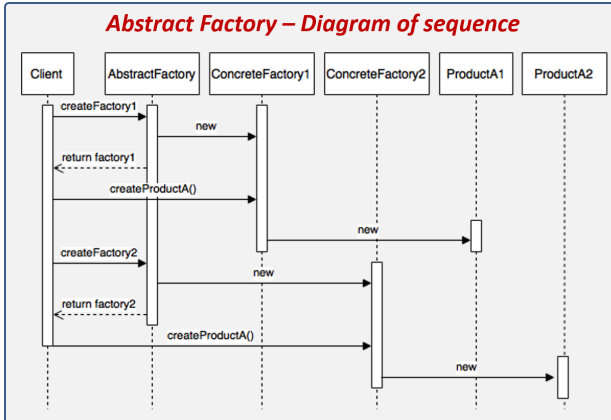 Abstract Factory – Diagram of sequence
Client
AbstractFactory
ConcreteFactory1
ConcreteFactory2
ProductA1
ProductA2
createFactory1
new
return factory1
createProductA()
new
createFactory2
new
return factory2
createProductA()
new